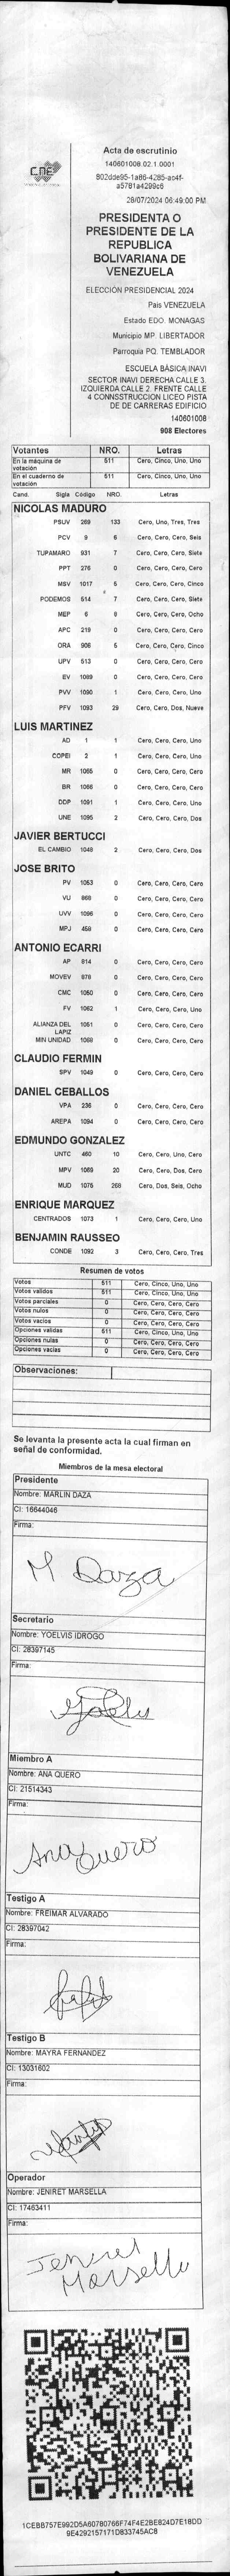 CNE
Acta de escrutinio
140601008.02.1.0001
802dde95-1a86-4285-ac4f-
a5781a4299c6
28/07/2024 06:49:00 PM
PRESIDENTA O
PRESIDENTE DE LA
REPUBLICA
BOLIVARIANA DE
VENEZUELA
ELECCIÓN PRESIDENCIAL 2024
Pais VENEZUELA
Estado EDO. MONAGAS
Municipio MP. LIBERTADOR
Parroquia PQ. TEMBLADOR
ESCUELA BÁSICA INAVI
SECTOR INAVI DERECHA CALLE 3.
IZQUIERDA CALLE 2. FRENTE CALLE
4 CONNSSTRUCCION LICEO PISTA
DE DE CARRERAS EDIFICIO
140601008
908 Electores
Votantes NRO. Letras
En la máquina de votación 511 Cero, Cinco, Uno, Uno
En el cuaderno de votación 511 Cero, Cinco, Uno, Uno
Cand. Sigla Código NRO. Letras
NICOLAS MADURO
PSUV 269 133 Cero, Uno, Tres, Tres
PCV 9 6 Cero, Cero, Cero, Seis
TUPAMARO 931 7 Cero, Cero, Cero, Siete
PPT 276 0 Cero, Cero, Cero, Cero
MSV 1017 5 Cero, Cero, Cero, Cinco
PODEMOS 514 7 Cero, Cero, Cero, Siete
MEP 6 8 Cero, Cero, Cero, Ocho
APC 219 0 Cero, Cero, Cero, Cero
ORA 906 5 Cero, Cero, Cero, Cinco
UPV 513 0 Cero, Cero, Cero, Cero
EV 1089 0 Cero, Cero, Cero, Cero
PVV 1090 1 Cero, Cero, Cero, Uno
PFV 1093 29 Cero, Cero, Dos, Nueve
LUIS MARTINEZ
AD 1 1 Cero, Cero, Cero, Uno
COPEI 2 1 Cero, Cero, Cero, Uno
MR 1065 0 Cero, Cero, Cero, Cero
BR 1086 0 Cero, Cero, Cero, Cero
DDP 1091 1 Cero, Cero, Cero, Uno
UNE 1095 2 Cero, Cero, Cero, Dos
JAVIER BERTUCCI
EL CAMBIO 1048 2 Cero, Cero, Cero, Dos
JOSE BRITO
PV 1053 0 Cero, Cero, Cero, Cero
VU 868 0 Cero, Cero, Cero, Cero
UVV 1096 0 Cero, Cero, Cero, Cero
MPJ 458 0 Cero, Cero, Cero, Cero
ANTONIO ECARRI
AP 814 0 Cero, Cero, Cero, Cero
MOVEV 878 0 Cero, Cero, Cero, Cero
CMC 1050 0 Cero, Cero, Cero, Cero
FV 1062 1 Cero, Cero, Cero, Uno
ALIANZA DEL LAPIZ 1051 0 Cero, Cero, Cero, Cero
MIN UNIDAD 1068 0 Cero, Cero, Cero, Cero
CLAUDIO FERMIN
SPV 1049 0 Cero, Cero, Cero, Cero
DANIEL CEBALLOS
VPA 236 0 Cero, Cero, Cero, Cero
AREPA 1094 0 Cero, Cero, Cero, Cero
EDMUNDO GONZALEZ
UNTC 460 10 Cero, Cero, Uno, Cero
MPV 1069 20 Cero, Cero, Dos, Cero
MUD 1075 268 Cero, Dos, Seis, Ocho
ENRIQUE MARQUEZ
CENTRADOS 1073 1 Cero, Cero, Cero, Uno
BENJAMIN RAUSSEO
CONDE 1092 3 Cero, Cero, Cero, Tres
Resumen de votos
Votos 511 Cero, Cinco, Uno, Uno
Votos validos 511 Cero, Cinco, Uno, Uno
Votos parciales 0 Cero, Cero, Cero, Cero
Votos nulos 0 Cero, Cero, Cero, Cero
Votos vacios 0 Cero, Cero, Cero, Cero
Opciones validas 511 Cero, Cinco, Uno, Uno
Opciones nulas 0 Cero, Cero, Cero, Cero
Opciones vacias 0 Cero, Cero, Cero, Cero
Observaciones:
Se levanta la presente acta la cual firman en
señal de conformidad.
Miembros de la mesa electoral
Presidente
Nombre: MARLIN DAZA
CI: 16644046
Firma:
M Daza
Secretario
Nombre: YOELVIS IDROGO
CI: 28397145
Firma:
Miembro A
Nombre: ANA QUERO
CI: 21514343
Firma:
Ana Quero
Testigo A
Nombre: FREIMAR ALVARADO
CI: 28397042
Firma:
Testigo B
Nombre: MAYRA FERNANDEZ
CI: 13031602
Firma:
Operador
Nombre: JENIRET MARSELLA
CI: 17463411
Firma:
Jeniret
Marsella
1CEBB757E992D5A60780766F74F4E2BE824D7E18DD
9E4292157171D833745AC8